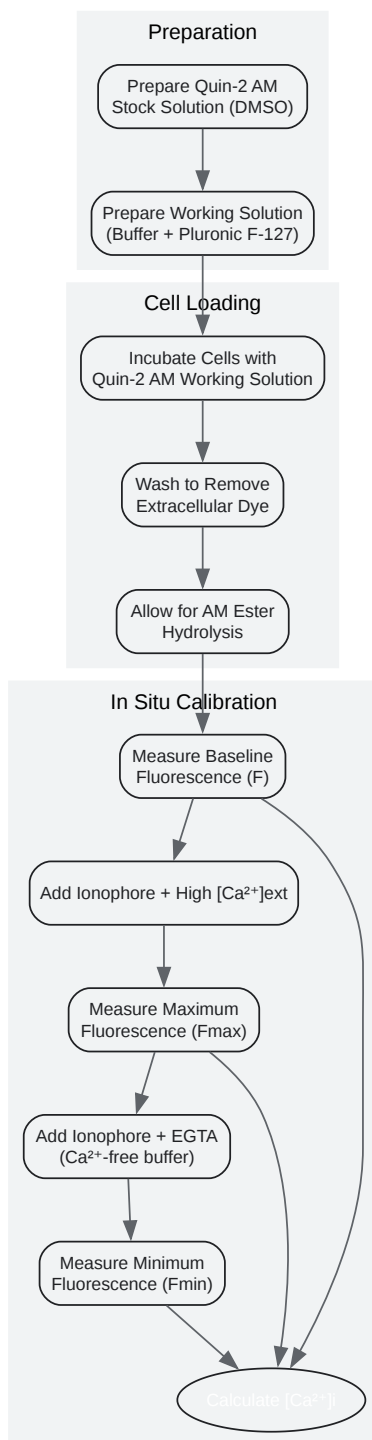 Preparation
Prepare Quin-2 AM
Stock Solution (DMSO)
Prepare Working Solution
(Buffer + Pluronic F-127)
Cell Loading
Incubate Cells with
Quin-2 AM Working Solution
Wash to Remove
Extracellular Dye
Allow for AM Ester
Hydrolysis
In Situ Calibration
Measure Baseline
Fluorescence (F)
Add Ionophore + High [Ca²⁺]ext
Measure Maximum
Fluorescence (Fmax)
Add Ionophore + EGTA
(Ca²⁺-free buffer)
Measure Minimum
Fluorescence (Fmin)
Calculate [Ca²⁺]i